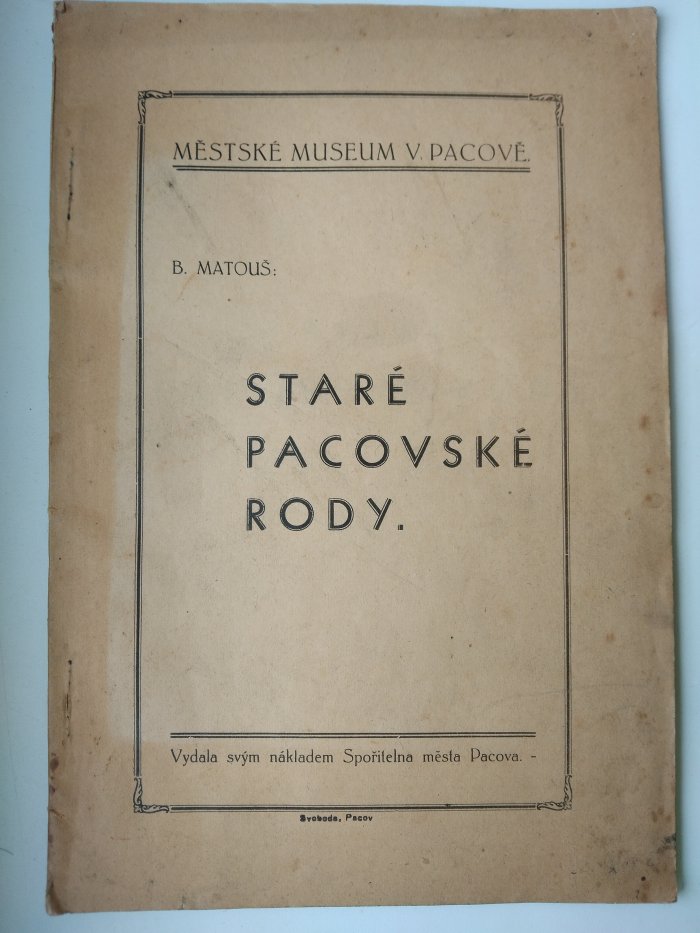 MĚSTSKÉ MUSEUM V PACOVĚ.
B. MATOUŠ:
STARÉ
PACOVSKÉ
RODY.
Vydala svým nákladem Spořitelna města Pacova. -
Svoboda, Pacov